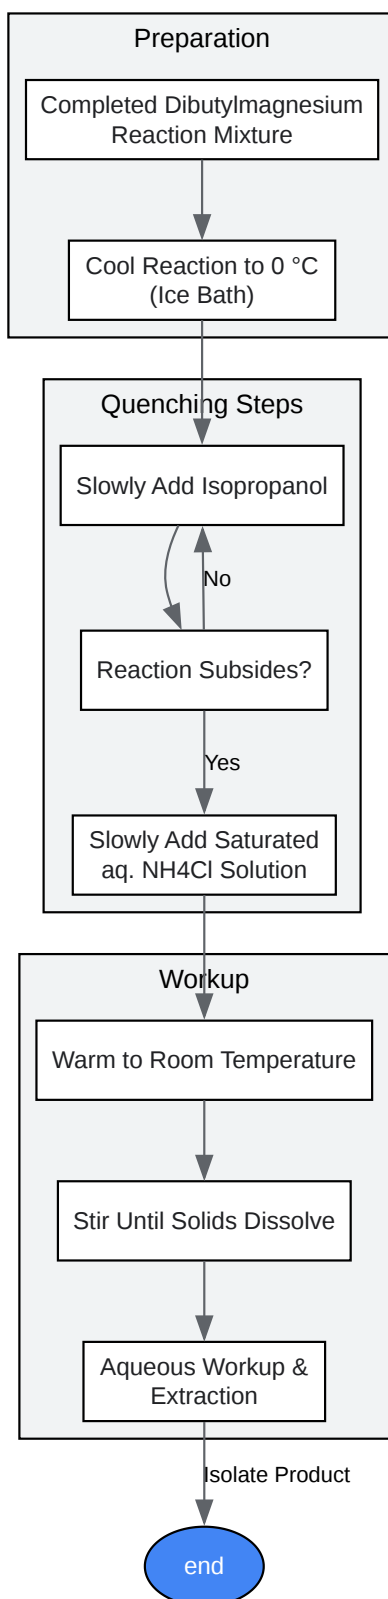 Preparation
Completed Dibutylmagnesium
Reaction Mixture
Cool Reaction to 0 °C
(Ice Bath)
Quenching Steps
Slowly Add Isopropanol
No
Reaction Subsides?
Yes
Slowly Add Saturated
aq. NH4Cl Solution
Workup
Warm to Room Temperature
Stir Until Solids Dissolve
Aqueous Workup &
Extraction
Isolate Product
end